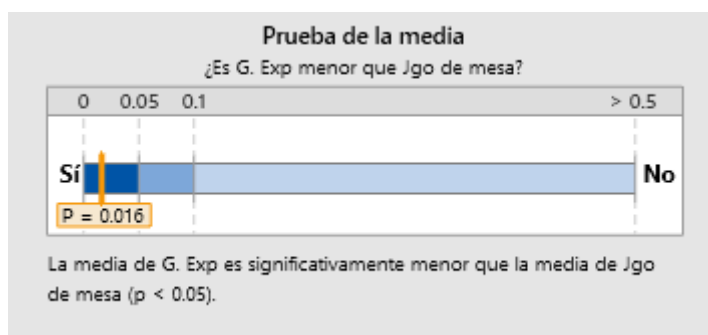 Prueba de la media
¿Es G. Exp menor que Jgo de mesa?
0 0.05 0.1 > 0.5
Sí No
P = 0.016
La media de G. Exp es significativamente menor que la media de Jgo
de mesa (p < 0.05).